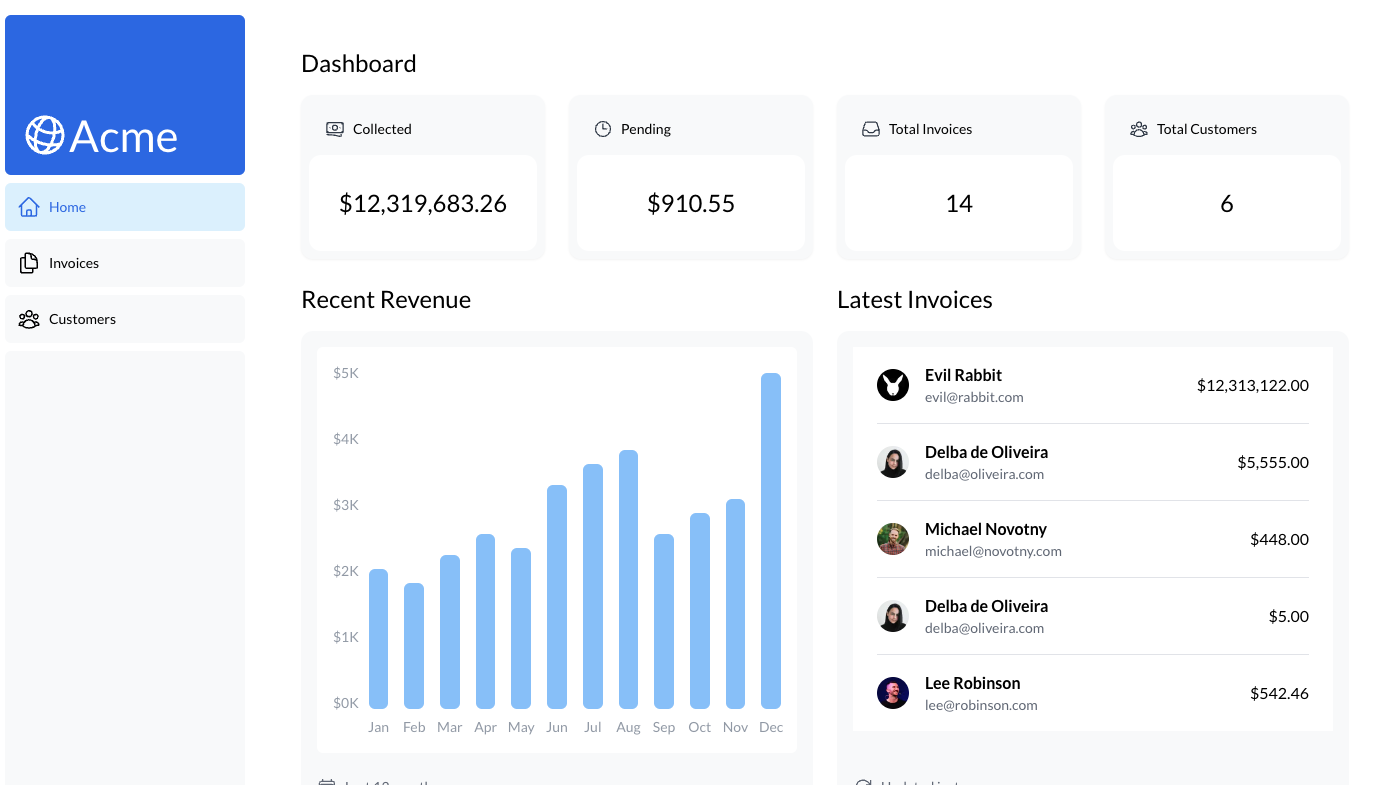 Acme
Home
Invoices
Customers
Dashboard
Collected
$12,319,683.26
Pending
$910.55
Total Invoices
14
Total Customers
6
Recent Revenue
$5K
$4K
$3K
$2K
$1K
$0K
Jan Feb Mar Apr May Jun Jul Aug Sep Oct Nov Dec
Latest Invoices
Evil Rabbit
evil@rabbit.com
$12,313,122.00
Delba de Oliveira
delba@oliveira.com
$5,555.00
Michael Novotny
michael@novotny.com
$448.00
Delba de Oliveira
delba@oliveira.com
$5.00
Lee Robinson
lee@robinson.com
$542.46